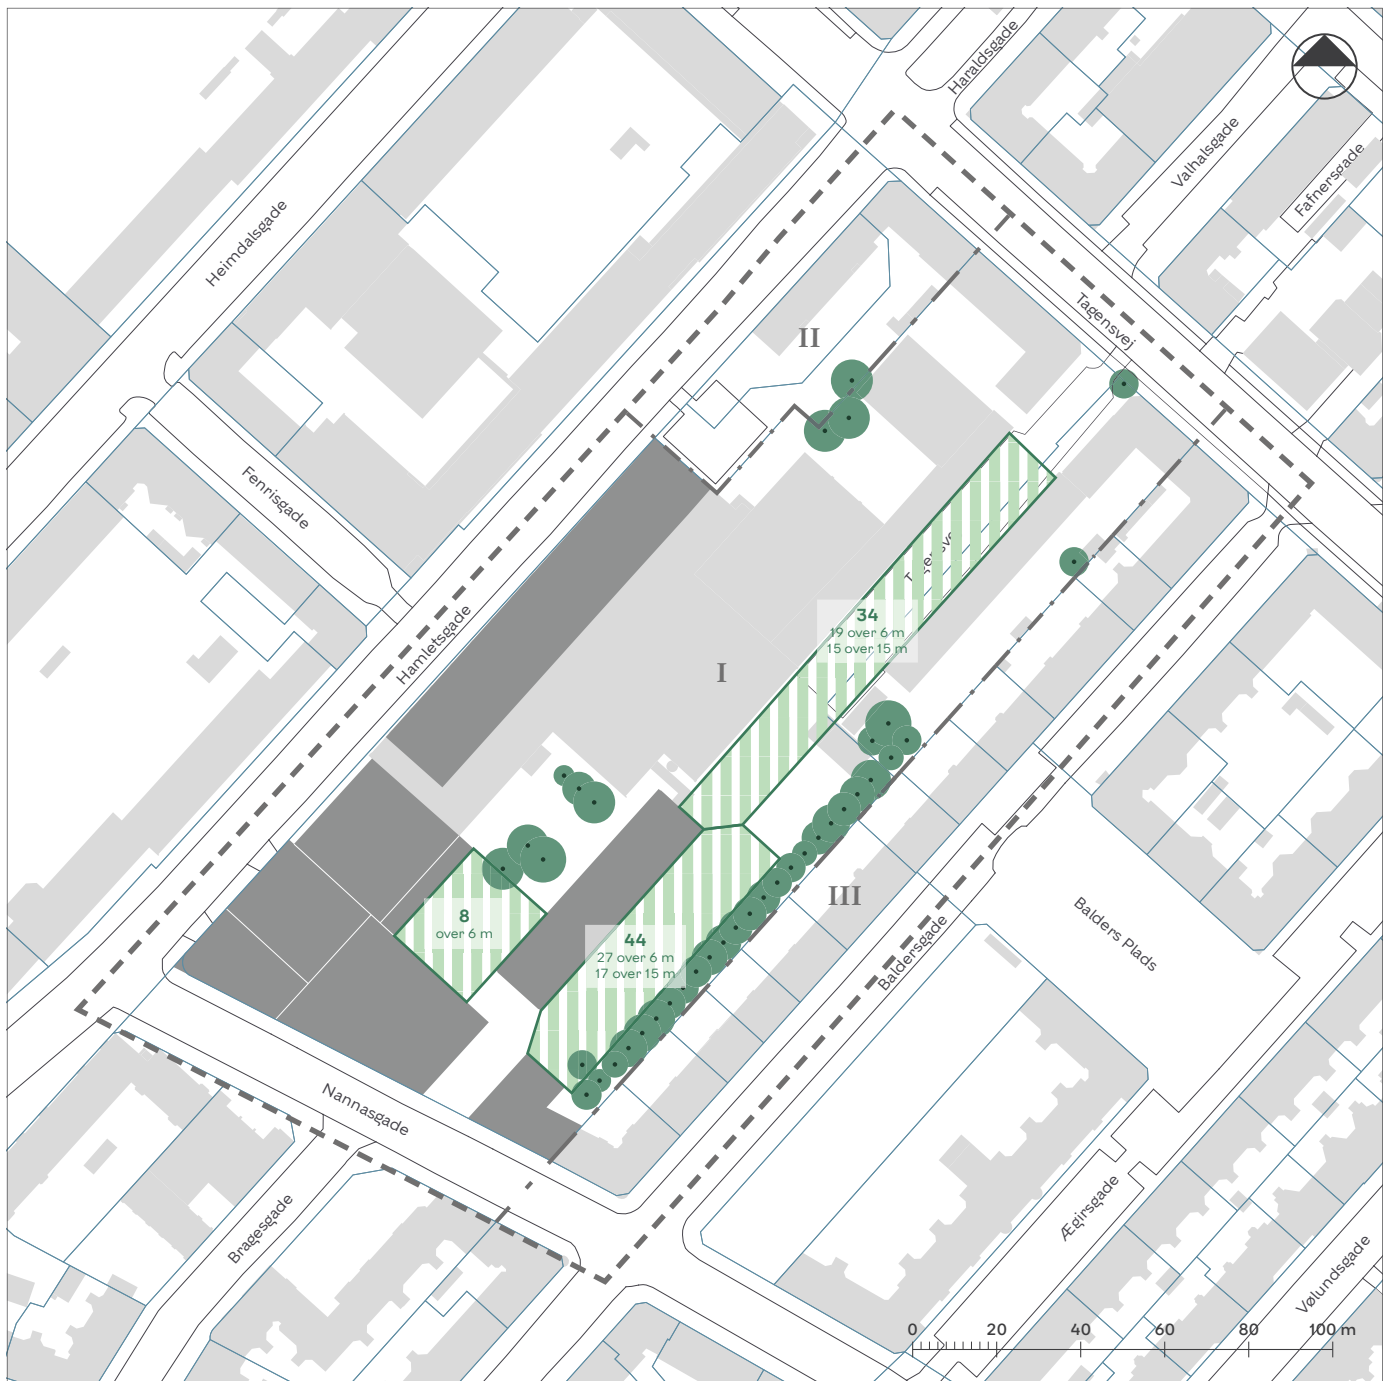 Haraldsgade
Valhalsgade
Fafnersgade
Heimdalsgade
Tagensvej
II
Fenrisgade
Hamletsgade
34
19 over 6 m
15 over 15 m
I
III
8
over 6 m
44
27 over 6 m
17 over 15 m
Baldersgade
Balders Plads
Nannasgade
Bragesgade
Ægirsgade
Vølundsgade
0 20 40 60 80 100 m